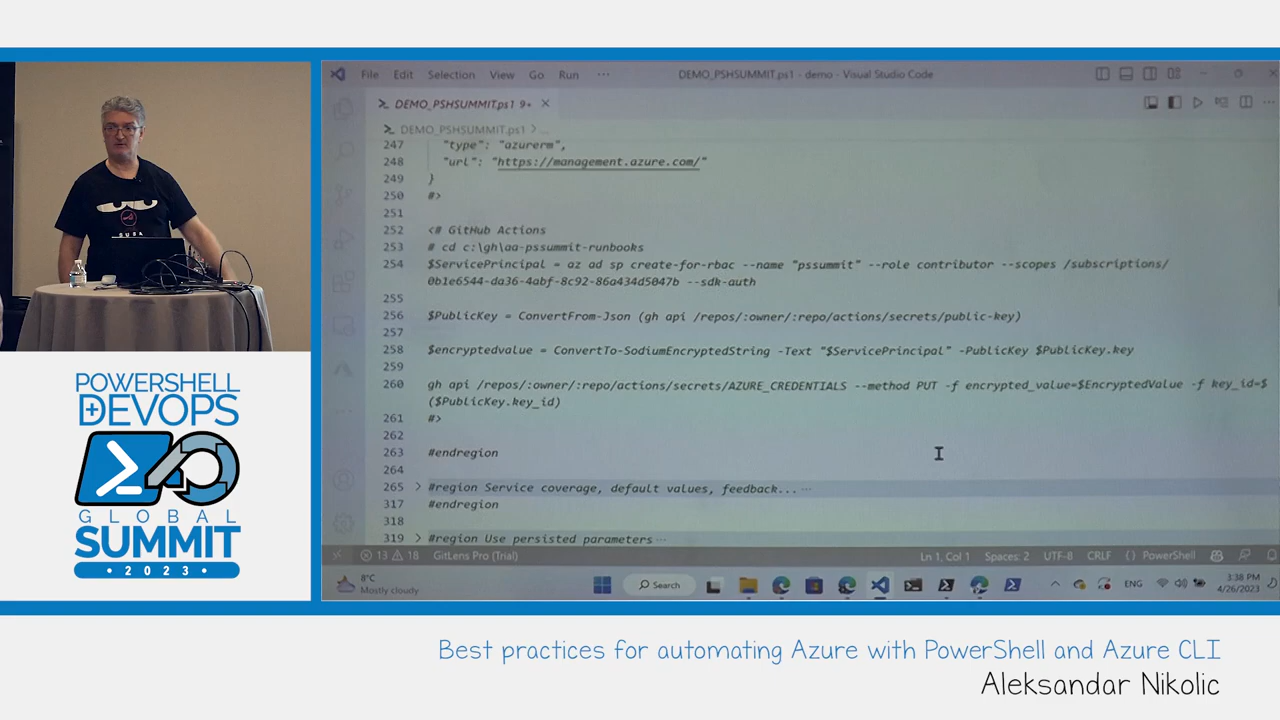 File Edit Selection View Go Run ··· DEMO_PSHSUMMIT.ps1 - demo - Visual Studio Code
DEMO_PSHSUMMIT.ps1 9+
DEMO_PSHSUMMIT.ps1 > ...
247 "type": "azurerm",
248 "url": "https://management.azure.com/"
249 }
250 #>
251
252 <# GitHub Actions
253 # cd c:\gh\aa-pssummit-runbooks
254 $ServicePrincipal = az ad sp create-for-rbac --name "pssummit" --role contributor --scopes /subscriptions/
0b1e6544-da36-4abf-8c92-86a434d5047b --sdk-auth
255
256 $PublicKey = ConvertFrom-Json (gh api /repos/:owner/:repo/actions/secrets/public-key)
257
258 $encryptedvalue = ConvertTo-SodiumEncryptedString -Text "$ServicePrincipal" -PublicKey $PublicKey.key
259
260 gh api /repos/:owner/:repo/actions/secrets/AZURE_CREDENTIALS --method PUT -f encrypted_value=$EncryptedValue -f key_id=$
($PublicKey.key_id)
261 #>
262
263 #endregion
264
265 > #region Service coverage, default values, feedback... ···
317 #endregion
318
319 > #region Use persisted parameters ···
13 18 GitLens Pro (Trial) Ln 1, Col 1 Spaces: 2 UTF-8 CRLF {} PowerShell
8°C
Mostly cloudy
Search
ENG
3:38 PM
4/26/2023
SUSA
POWERSHELL
+DEVOPS
GLOBAL
SUMMIT
·2023·
Best practices for automating Azure with PowerShell and Azure CLI
Aleksandar Nikolic